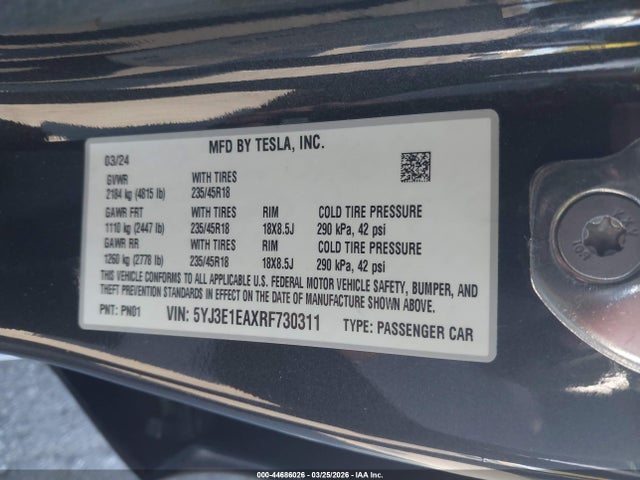 MFD BY TESLA, INC.
03/24
GVWR WITH TIRES
2184 kg (4815 lb) 235/45R18
GAWR FRT WITH TIRES RIM COLD TIRE PRESSURE
1110 kg (2447 lb) 235/45R18 18X8.5J 290 kPa, 42 psi
GAWR RR WITH TIRES RIM COLD TIRE PRESSURE
1260 kg (2778 lb) 235/45R18 18X8.5J 290 kPa, 42 psi
THIS VEHICLE CONFORMS TO ALL APPLICABLE U.S. FEDERAL MOTOR VEHICLE SAFETY, BUMPER, AND
THEFT PREVENTION STANDARDS IN EFFECT ON THE DATE OF MANUFACTURE SHOWN ABOVE.
PNT: PN01 VIN: 5YJ3E1EAXRF730311 TYPE: PASSENGER CAR
000-44686026 - 03/25/2026 - IAA Inc.